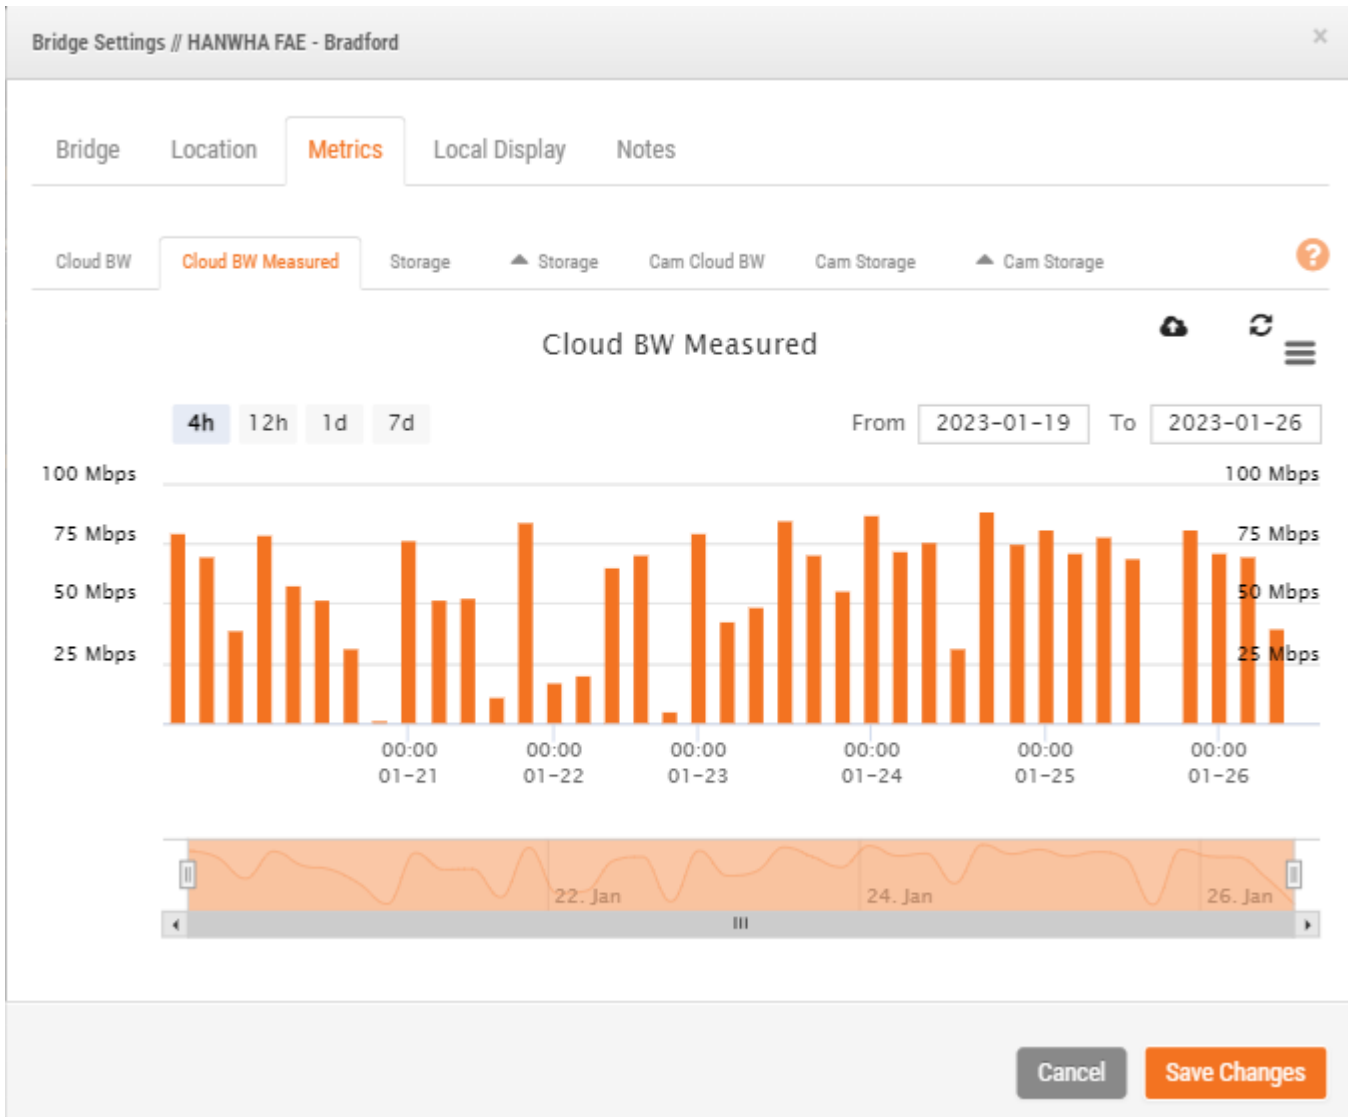 Bridge Settings // HANWHA FAE - Bradford ×
Bridge Location Metrics Local Display Notes
Cloud BW Cloud BW Measured Storage ▲ Storage Cam Cloud BW Cam Storage ▲ Cam Storage ?
Cloud BW Measured
4h 12h 1d 7d From 2023-01-19 To 2023-01-26
100 Mbps 100 Mbps
75 Mbps 75 Mbps
50 Mbps 50 Mbps
25 Mbps 25 Mbps
00:00 00:00 00:00 00:00 00:00 00:00
01-21 01-22 01-23 01-24 01-25 01-26
22. Jan 24. Jan 26. Jan
Cancel Save Changes